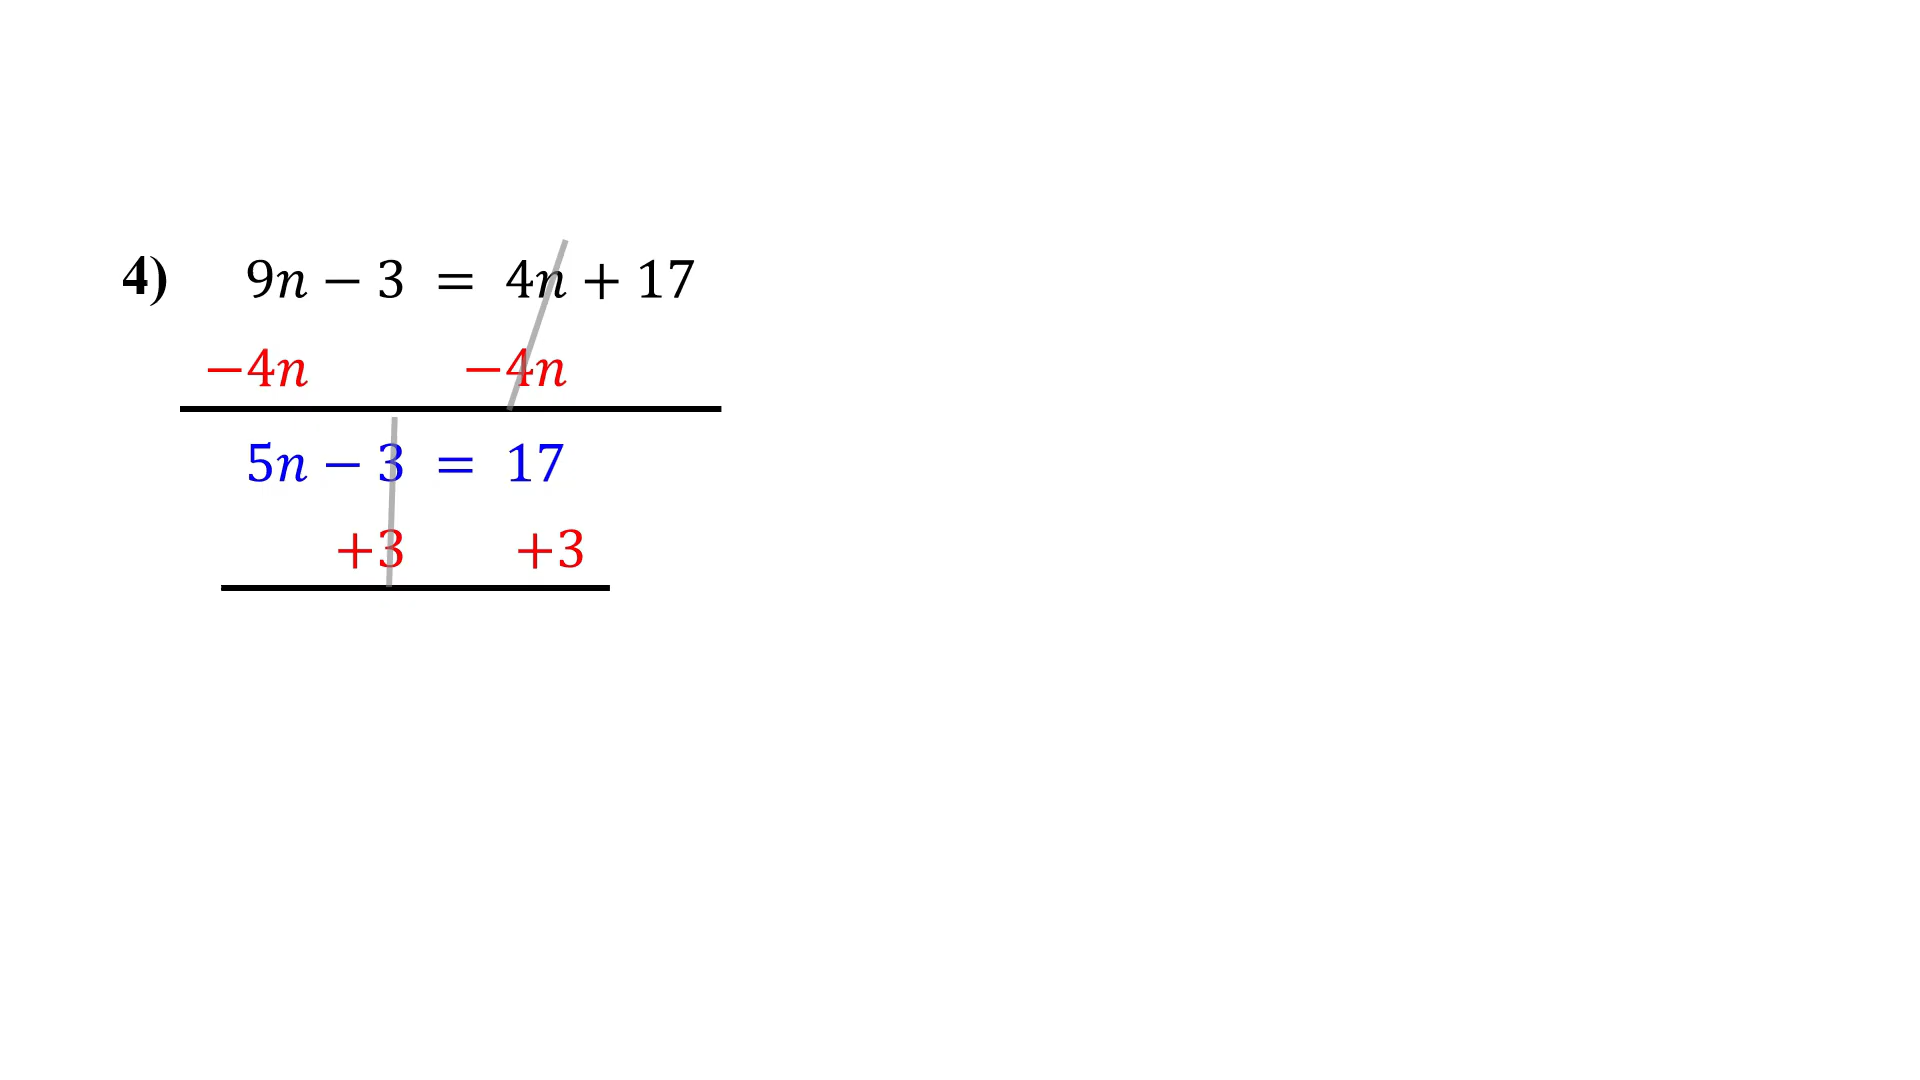 4) 9n − 3 = 4n + 17
−4n −4n
5n − 3 = 17
+3 +3